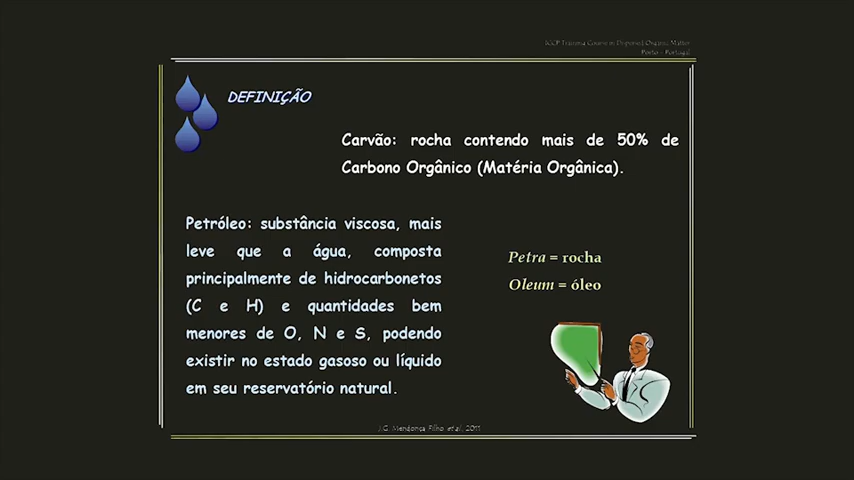 Porto - Portugal
DEFINIÇÃO
Carvão: rocha contendo mais de 50% de
Carbono Orgânico (Matéria Orgânica).
Petróleo: substância viscosa, mais
leve que a água, composta
principalmente de hidrocarbonetos
(C e H) e quantidades bem
menores de O, N e S, podendo
existir no estado gasoso ou líquido
em seu reservatório natural.
Petra = rocha
Oleum = óleo
J.G. Mendonça Filho et al., 2011